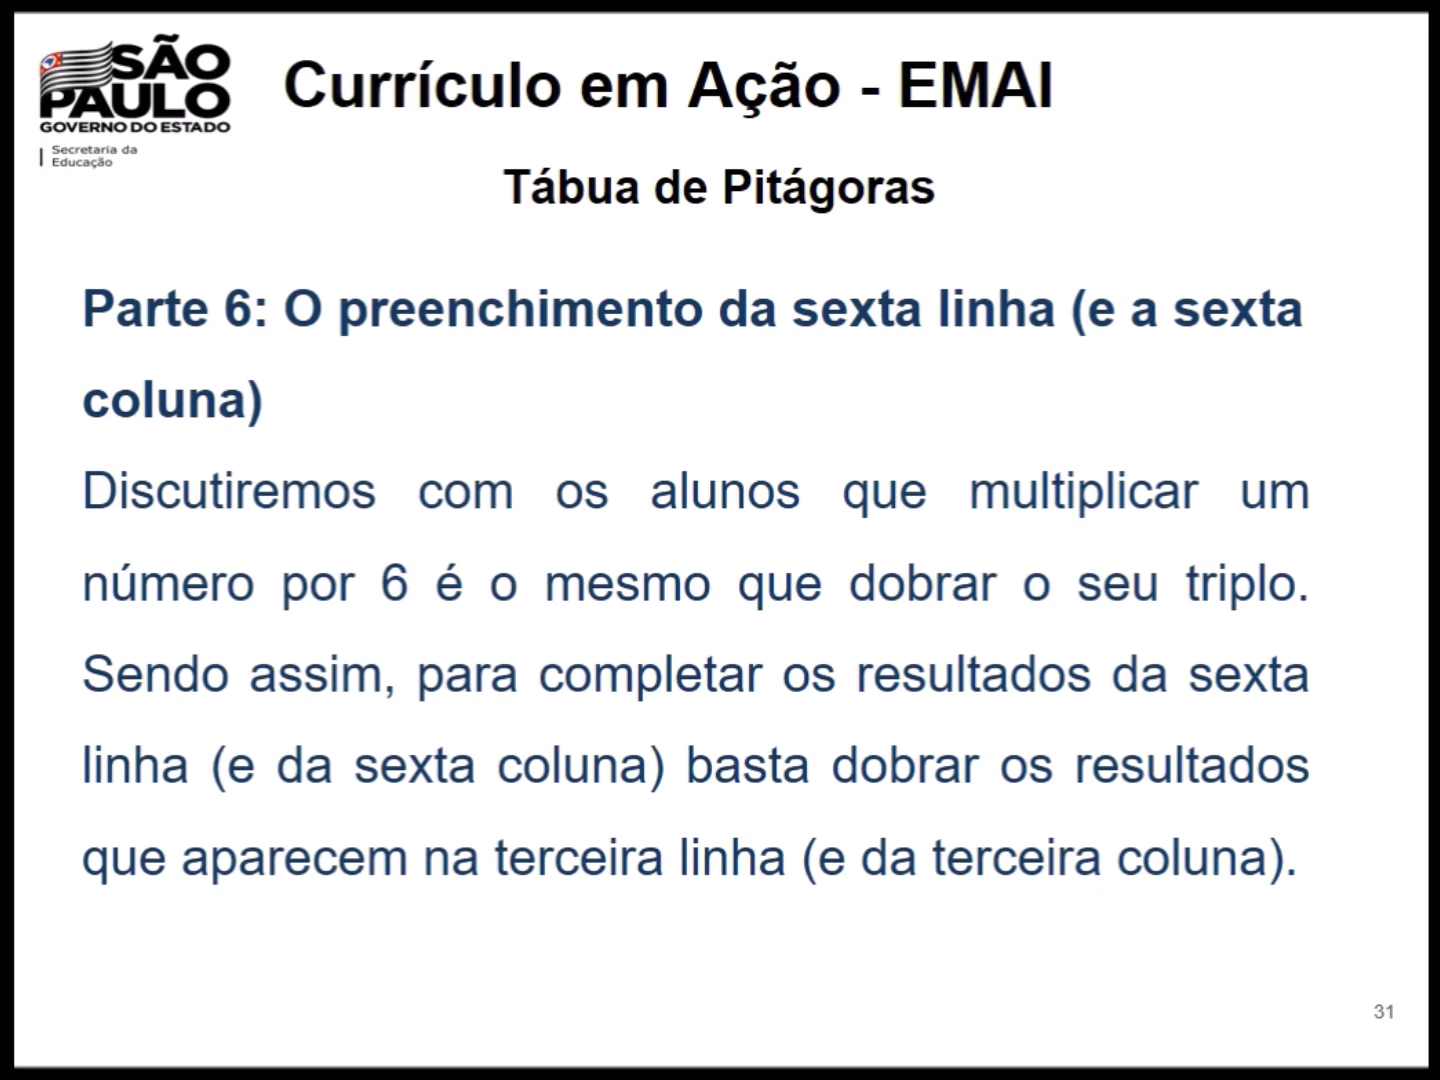 SÃO
PAULO
GOVERNO DO ESTADO
Secretaria da
Educação
Currículo em Ação - EMAI
Tábua de Pitágoras
Parte 6: O preenchimento da sexta linha (e a sexta
coluna)
Discutiremos com os alunos que multiplicar um
número por 6 é o mesmo que dobrar o seu triplo.
Sendo assim, para completar os resultados da sexta
linha (e da sexta coluna) basta dobrar os resultados
que aparecem na terceira linha (e da terceira coluna).
31